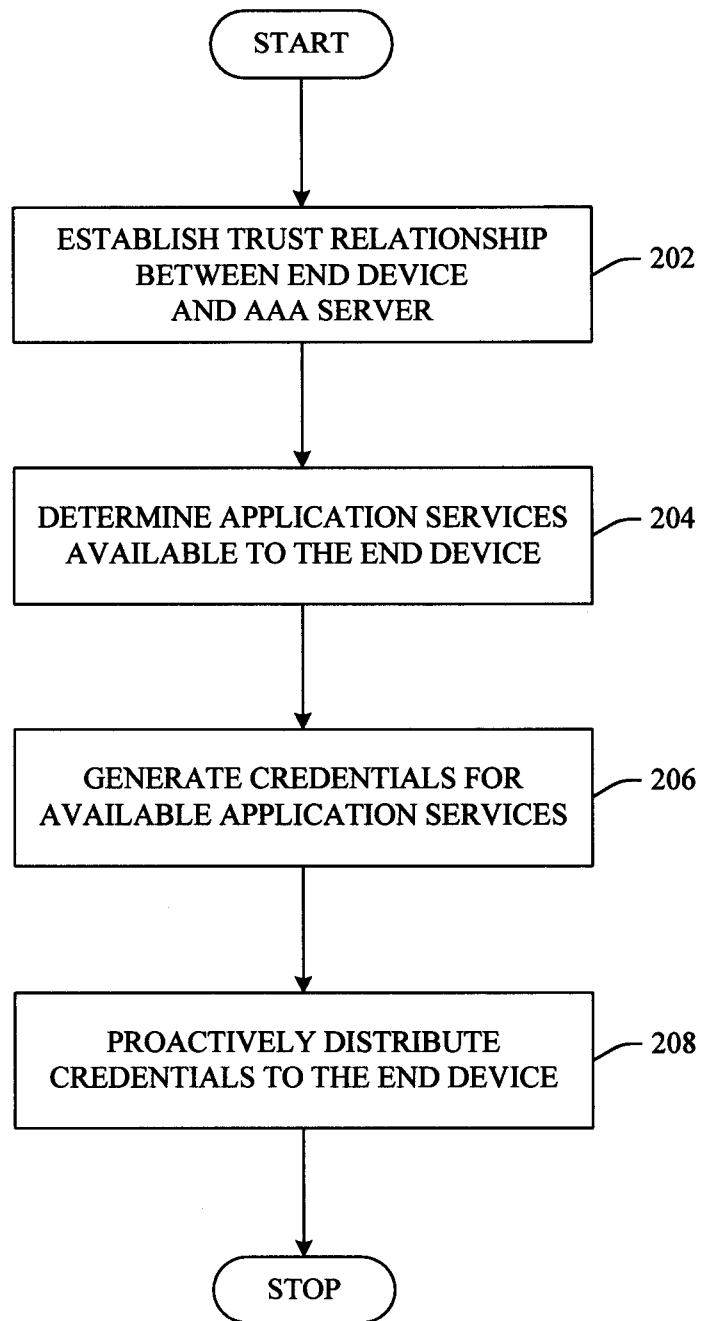 START
ESTABLISH TRUST RELATIONSHIP
BETWEEN END DEVICE
AND AAA SERVER
202
DETERMINE APPLICATION SERVICES
AVAILABLE TO THE END DEVICE
204
GENERATE CREDENTIALS FOR
AVAILABLE APPLICATION SERVICES
206
PROACTIVELY DISTRIBUTE
CREDENTIALS TO THE END DEVICE
208
STOP